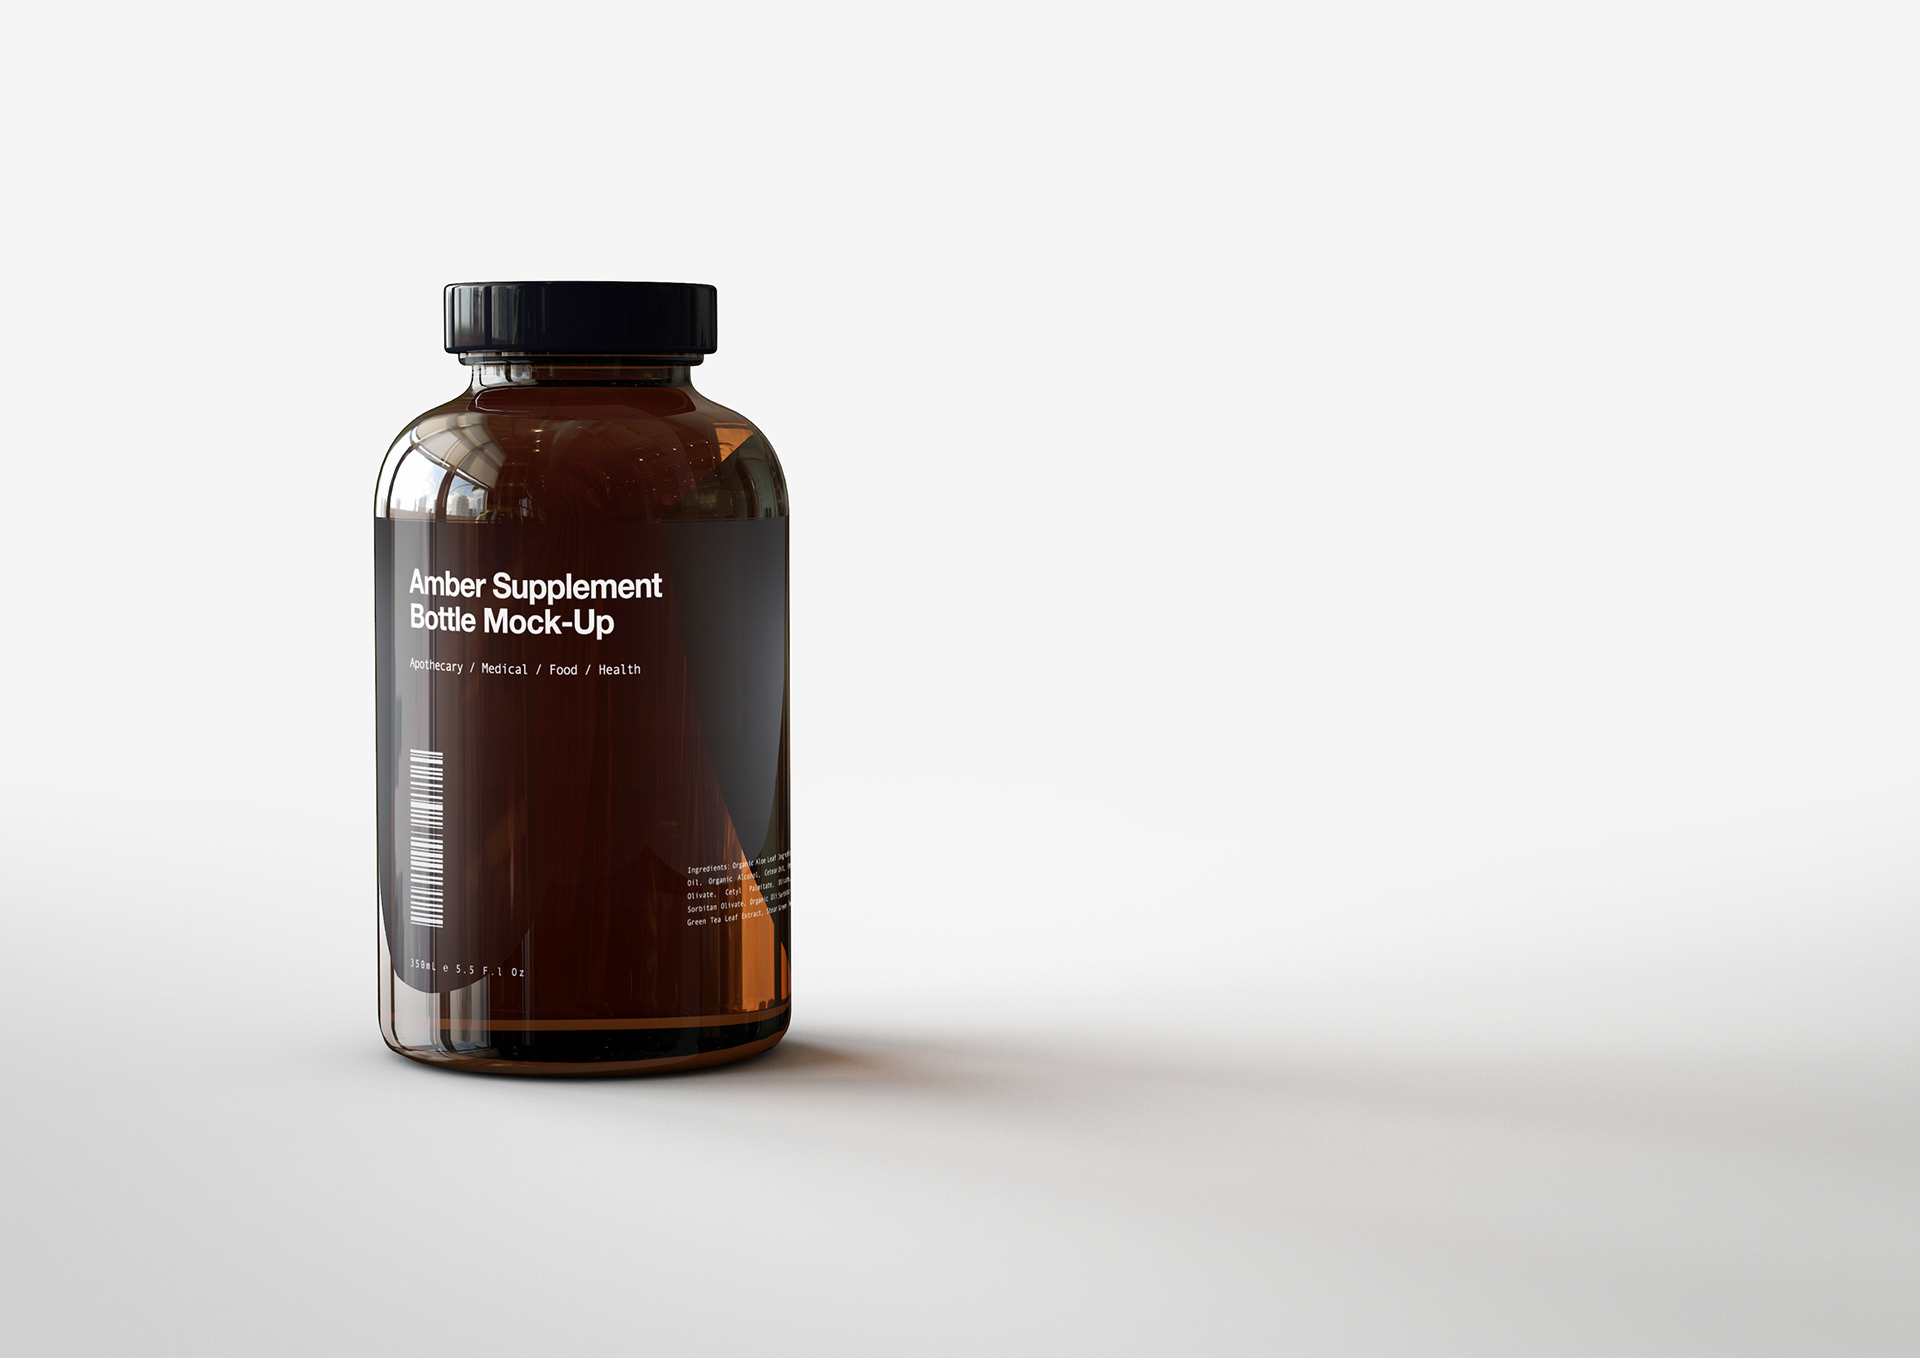 Amber Supplement
Bottle Mock-Up
Apothecary / Medical / Food / Health
Ingredients: Organic Aloe Leaf
Oil, Organic Alcohol,
Olivate, Cetyl Palmitate,
Sorbitan Olivate, Organic
Green Tea Leaf Extract,
350mL e 5.5 F.l Oz